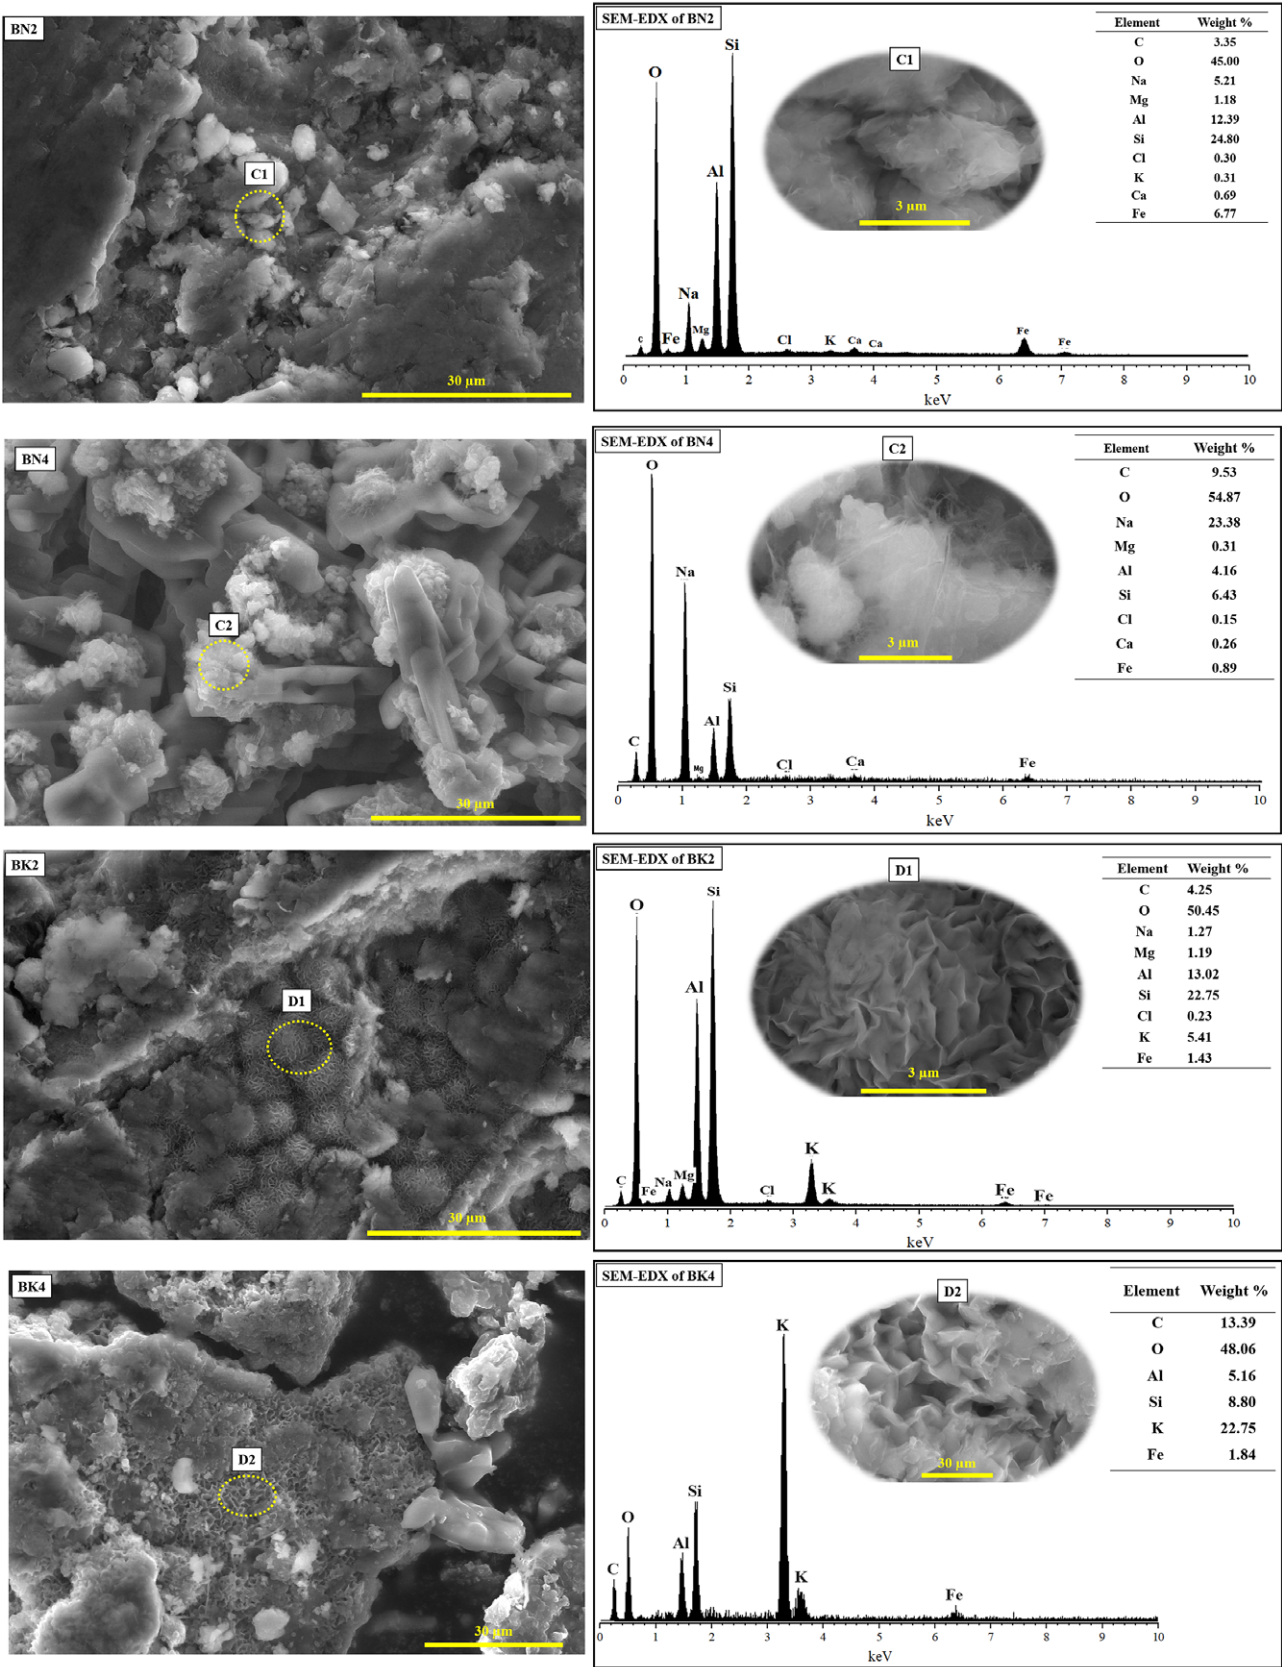 BN2
C1
30 µm
SEM-EDX of BN2
C1
3 µm
Element Weight %
C 3.35
O 45.00
Na 5.21
Mg 1.18
Al 12.39
Si 24.80
Cl 0.30
K 0.31
Ca 0.69
Fe 6.77
Si
O
Al
Na
Mg
C
Fe
Cl
K
Ca
Ca
Fe
Fe
0 1 2 3 4 5 6 7 8 9 10
keV
BN4
C2
30 µm
SEM-EDX of BN4
C2
3 µm
Element Weight %
C 9.53
O 54.87
Na 23.38
Mg 0.31
Al 4.16
Si 6.43
Cl 0.15
Ca 0.26
Fe 0.89
O
Na
Si
Al
C
Mg
Cl
Ca
Fe
0 1 2 3 4 5 6 7 8 9 10
keV
BK2
D1
30 µm
SEM-EDX of BK2
D1
3 µm
Element Weight %
C 4.25
O 50.45
Na 1.27
Mg 1.19
Al 13.02
Si 22.75
Cl 0.23
K 5.41
Fe 1.43
Si
O
Al
K
C
Fe
Na
Mg
Cl
K
Fe
Fe
0 1 2 3 4 5 6 7 8 9 10
keV
BK4
D2
30 µm
SEM-EDX of BK4
D2
30 µm
Element Weight %
C 13.39
O 48.06
Al 5.16
Si 8.80
K 22.75
Fe 1.84
K
Si
O
Al
C
K
Fe
0 1 2 3 4 5 6 7 8 9 10
keV